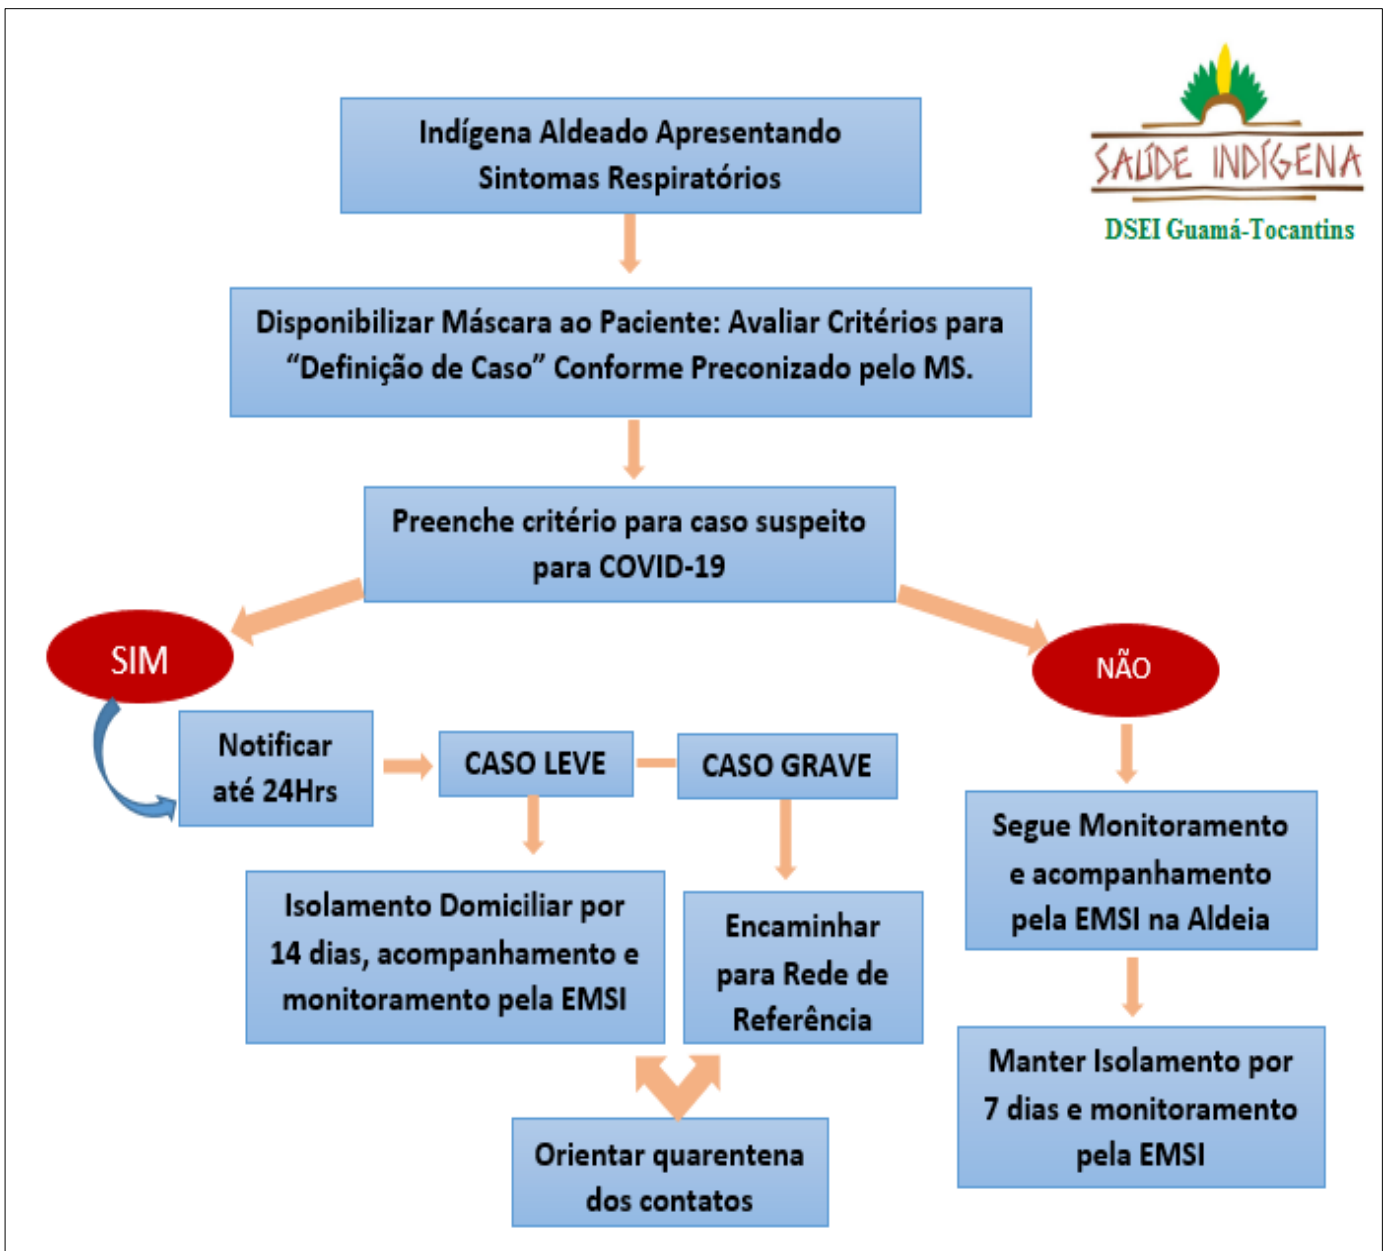 Indígena Aldeado Apresentando
Sintomas Respiratórios
SAÚDE INDÍGENA
DSEI Guamá-Tocantins
Disponibilizar Máscara ao Paciente: Avaliar Critérios para
“Definição de Caso” Conforme Preconizado pelo MS.
Preenche critério para caso suspeito
para COVID-19
SIM
NÃO
Notificar
até 24Hrs
CASO LEVE
CASO GRAVE
Isolamento Domiciliar por
14 dias, acompanhamento e
monitoramento pela EMSI
Encaminhar
para Rede de
Referência
Orientar quarentena
dos contatos
Segue Monitoramento
e acompanhamento
pela EMSI na Aldeia
Manter Isolamento por
7 dias e monitoramento
pela EMSI